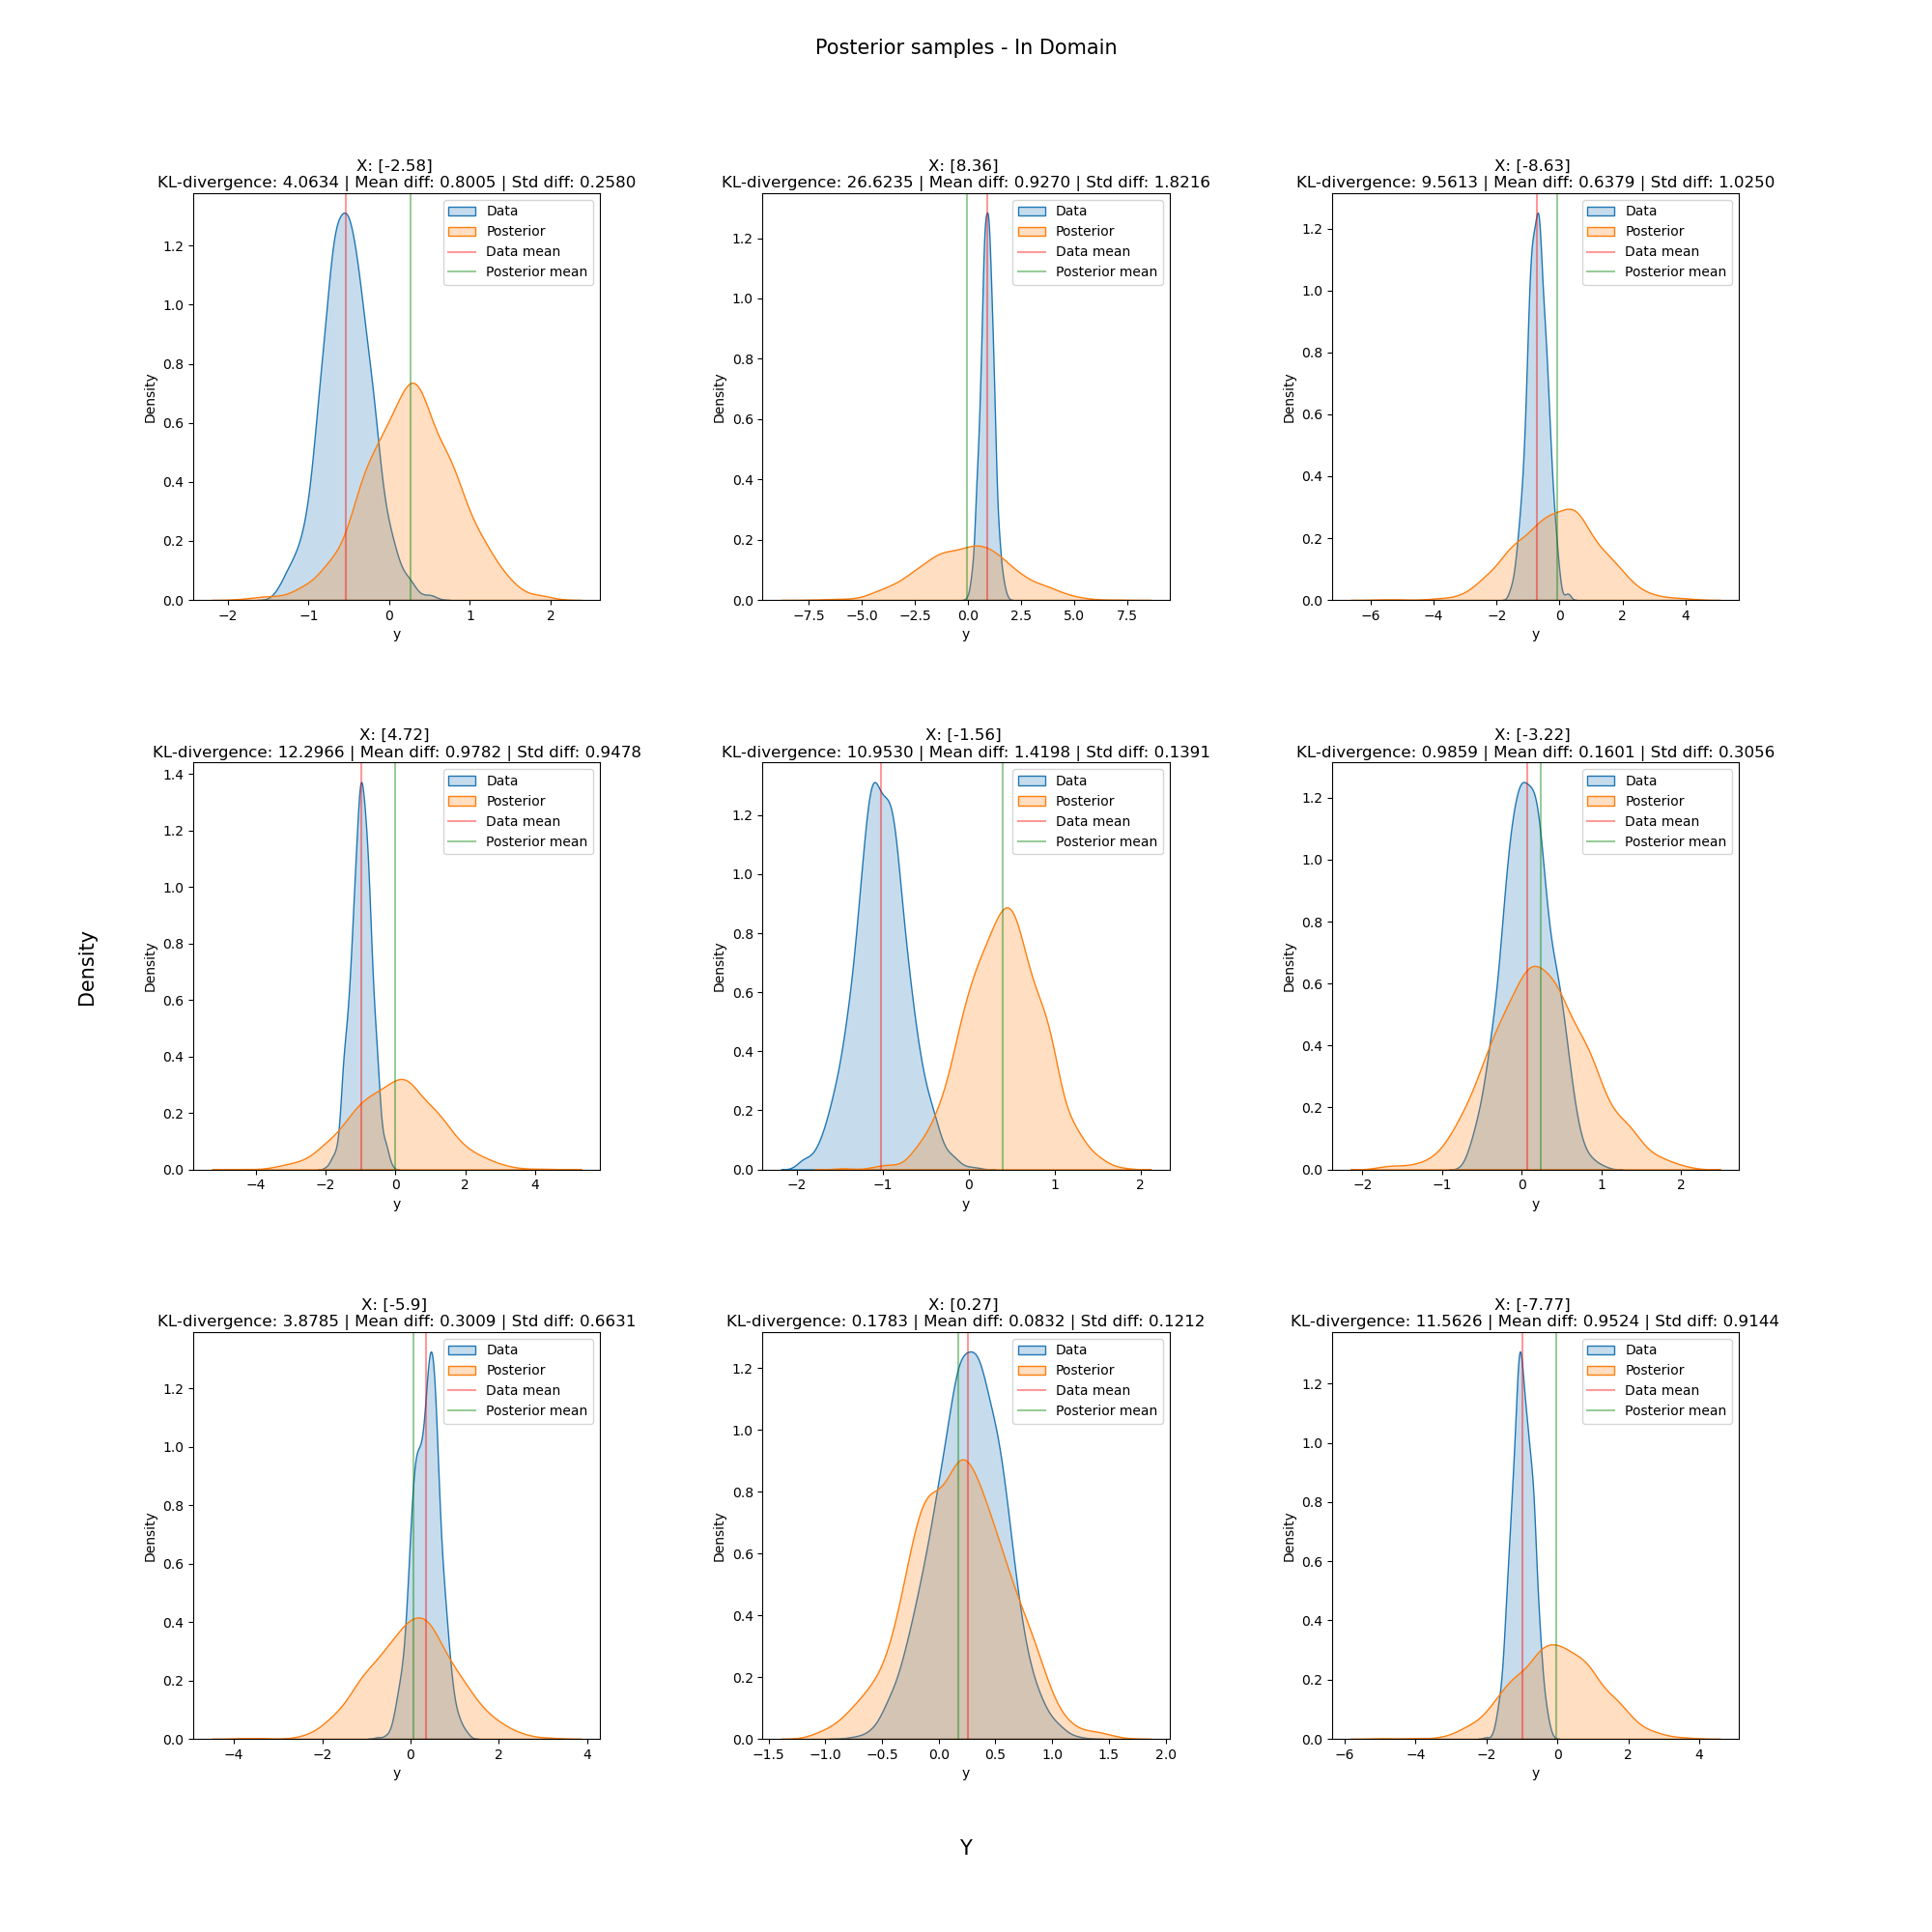 Posterior samples - In Domain
X: [-2.58]
KL-divergence: 4.0634 | Mean diff: 0.8005 | Std diff: 0.2580
Data
Posterior
Data mean
Posterior mean
Density
0.0
0.2
0.4
0.6
0.8
1.0
1.2
−2
−1
0
1
2
y
X: [8.36]
KL-divergence: 26.6235 | Mean diff: 0.9270 | Std diff: 1.8216
Data
Posterior
Data mean
Posterior mean
Density
0.0
0.2
0.4
0.6
0.8
1.0
1.2
−7.5
−5.0
−2.5
0.0
2.5
5.0
7.5
y
X: [-8.63]
KL-divergence: 9.5613 | Mean diff: 0.6379 | Std diff: 1.0250
Data
Posterior
Data mean
Posterior mean
Density
0.0
0.2
0.4
0.6
0.8
1.0
1.2
−6
−4
−2
0
2
4
y
Density
X: [4.72]
KL-divergence: 12.2966 | Mean diff: 0.9782 | Std diff: 0.9478
Data
Posterior
Data mean
Posterior mean
Density
0.0
0.2
0.4
0.6
0.8
1.0
1.2
1.4
−4
−2
0
2
4
y
X: [-1.56]
KL-divergence: 10.9530 | Mean diff: 1.4198 | Std diff: 0.1391
Data
Posterior
Data mean
Posterior mean
Density
0.0
0.2
0.4
0.6
0.8
1.0
1.2
−2
−1
0
1
2
y
X: [-3.22]
KL-divergence: 0.9859 | Mean diff: 0.1601 | Std diff: 0.3056
Data
Posterior
Data mean
Posterior mean
Density
0.0
0.2
0.4
0.6
0.8
1.0
1.2
−2
−1
0
1
2
y
X: [-5.9]
KL-divergence: 3.8785 | Mean diff: 0.3009 | Std diff: 0.6631
Data
Posterior
Data mean
Posterior mean
Density
0.0
0.2
0.4
0.6
0.8
1.0
1.2
−4
−2
0
2
4
y
X: [0.27]
KL-divergence: 0.1783 | Mean diff: 0.0832 | Std diff: 0.1212
Data
Posterior
Data mean
Posterior mean
Density
0.0
0.2
0.4
0.6
0.8
1.0
1.2
−1.5
−1.0
−0.5
0.0
0.5
1.0
1.5
2.0
y
X: [-7.77]
KL-divergence: 11.5626 | Mean diff: 0.9524 | Std diff: 0.9144
Data
Posterior
Data mean
Posterior mean
Density
0.0
0.2
0.4
0.6
0.8
1.0
1.2
−6
−4
−2
0
2
4
y
Y